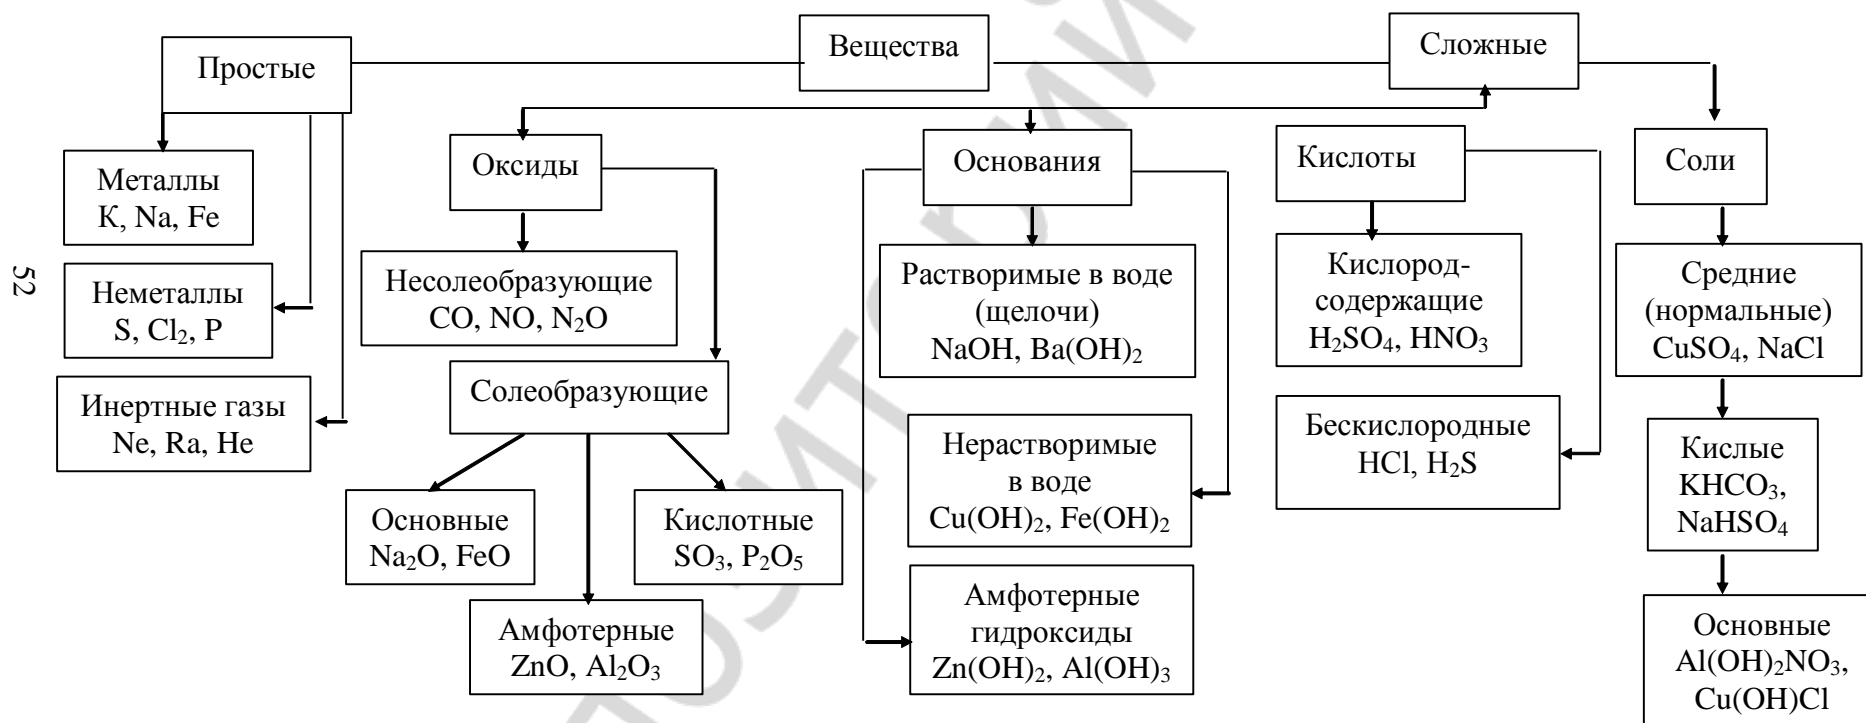 Вещества
Простые
Сложные
Металлы
K, Na, Fe
Неметаллы
S, Cl₂, P
Инертные газы
Ne, Ra, He
Оксиды
Несолеобразующие
CO, NO, N₂O
Солеобразующие
Основные
Na₂O, FeO
Кислотные
SO₃, P₂O₅
Амфотерные
ZnO, Al₂O₃
Основания
Растворимые в воде
(щелочи)
NaOH, Ba(OH)₂
Нерастворимые
в воде
Cu(OH)₂, Fe(OH)₂
Амфотерные
гидроксиды
Zn(OH)₂, Al(OH)₃
Кислоты
Кислород-
содержащие
H₂SO₄, HNO₃
Бескислородные
HCl, H₂S
Соли
Средние
(нормальные)
CuSO₄, NaCl
Кислые
KHCO₃,
NaHSO₄
Основные
Al(OH)₂NO₃,
Cu(OH)Cl
52